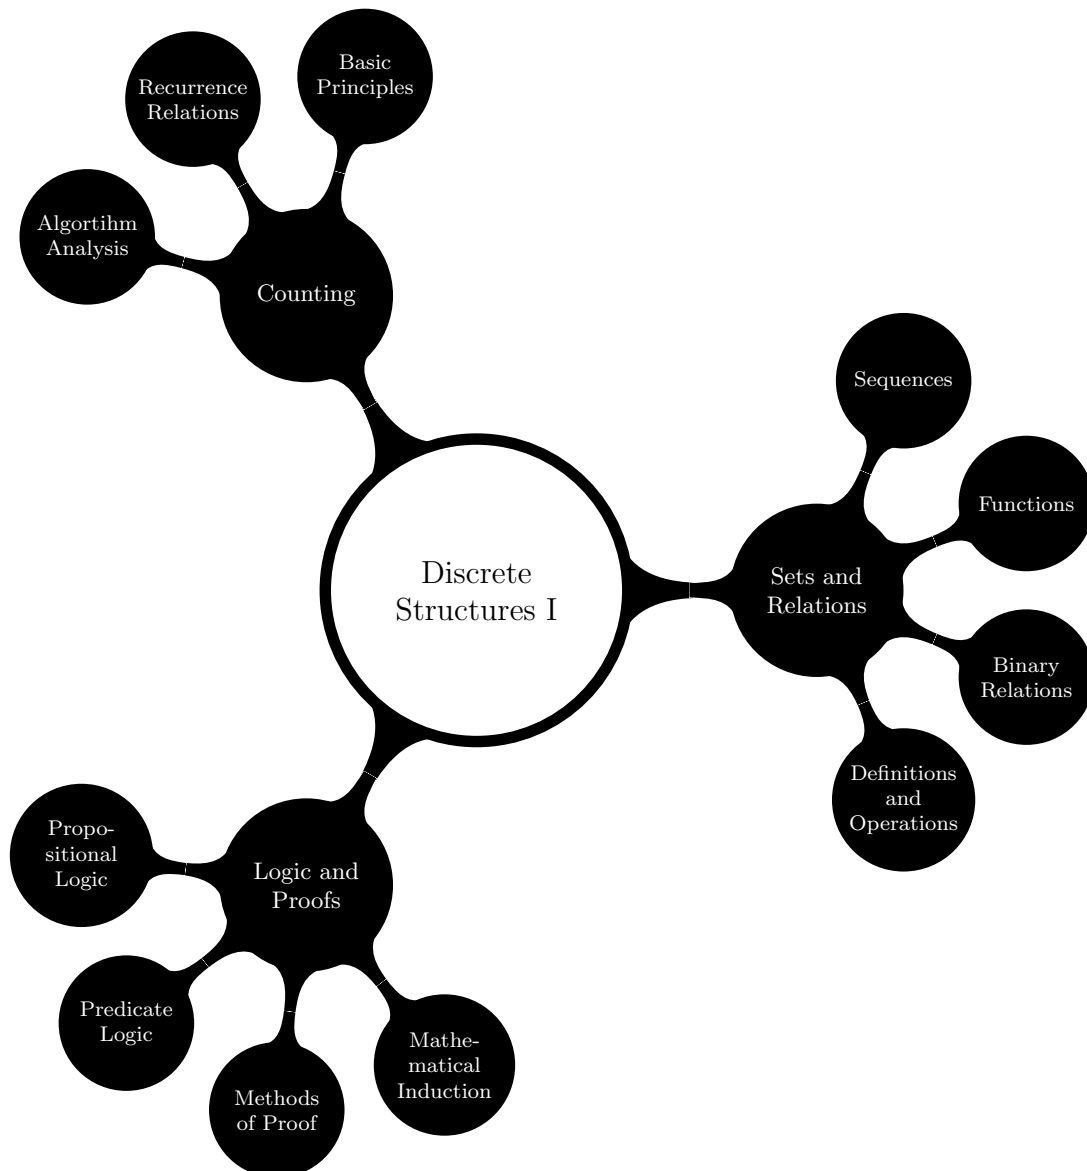 Basic
Principles
Recurrence
Relations
Algortihm
Analysis
Counting
Sequences
Functions
Sets and
Relations
Binary
Relations
Definitions
and
Operations
Discrete
Structures I
Propo-
sitional
Logic
Logic and
Proofs
Predicate
Logic
Methods
of Proof
Mathe-
matical
Induction